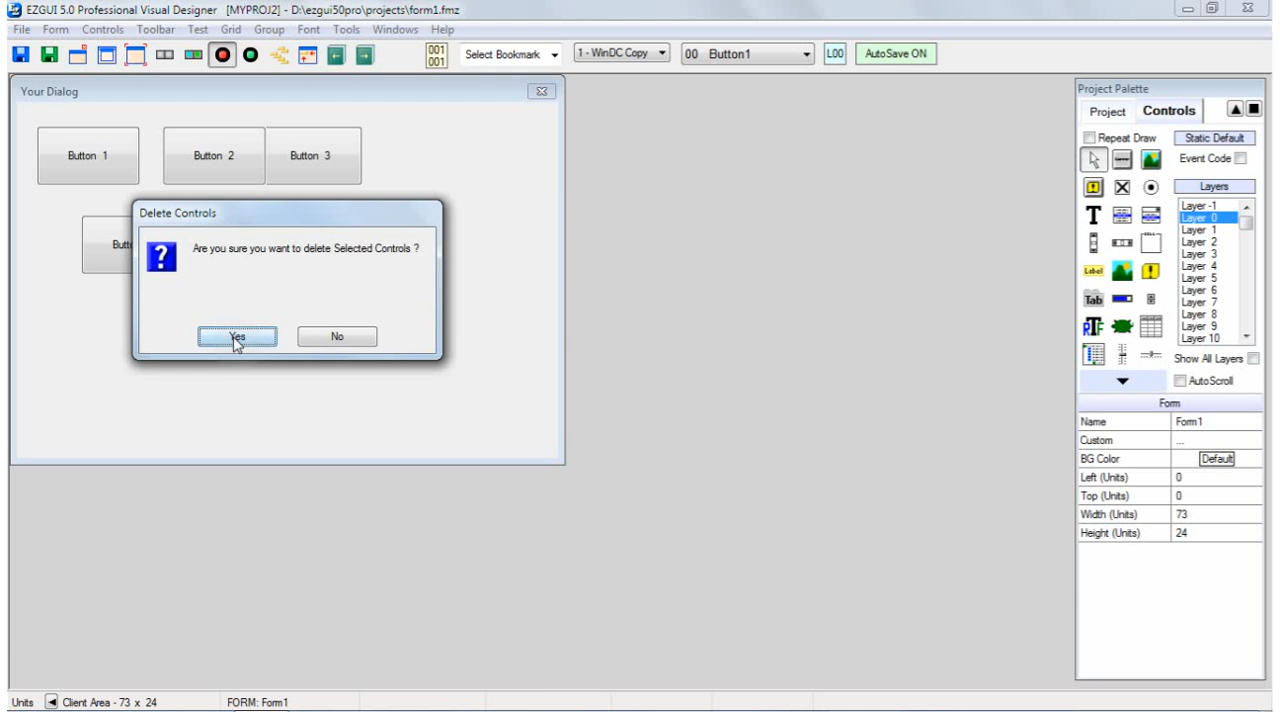 EZGUI 5.0 Professional Visual Designer [MYPROJ2] - D:\ezgui50pro\projects\form1.fmz
File Form Controls Toolbar Test Grid Group Font Tools Windows Help
001
001
Select Bookmark
1 - WinDC Copy
00 Button1
L00
AutoSave ON
Your Dialog
Button 1
Button 2
Button 3
Delete Controls
Are you sure you want to delete Selected Controls ?
Yes
No
Project Palette
Project Controls
Repeat Draw
Static Default
Event Code
Layers
Layer -1
Layer 0
Layer 1
Layer 2
Layer 3
Layer 4
Layer 5
Layer 6
Layer 7
Layer 8
Layer 9
Layer 10
T
Label
Tab
RTF
Show All Layers
AutoScroll
Form
Name Form1
Custom ...
BG Color Default
Left (Units) 0
Top (Units) 0
Width (Units) 73
Height (Units) 24
Units Client Area - 73 x 24 FORM: Form1